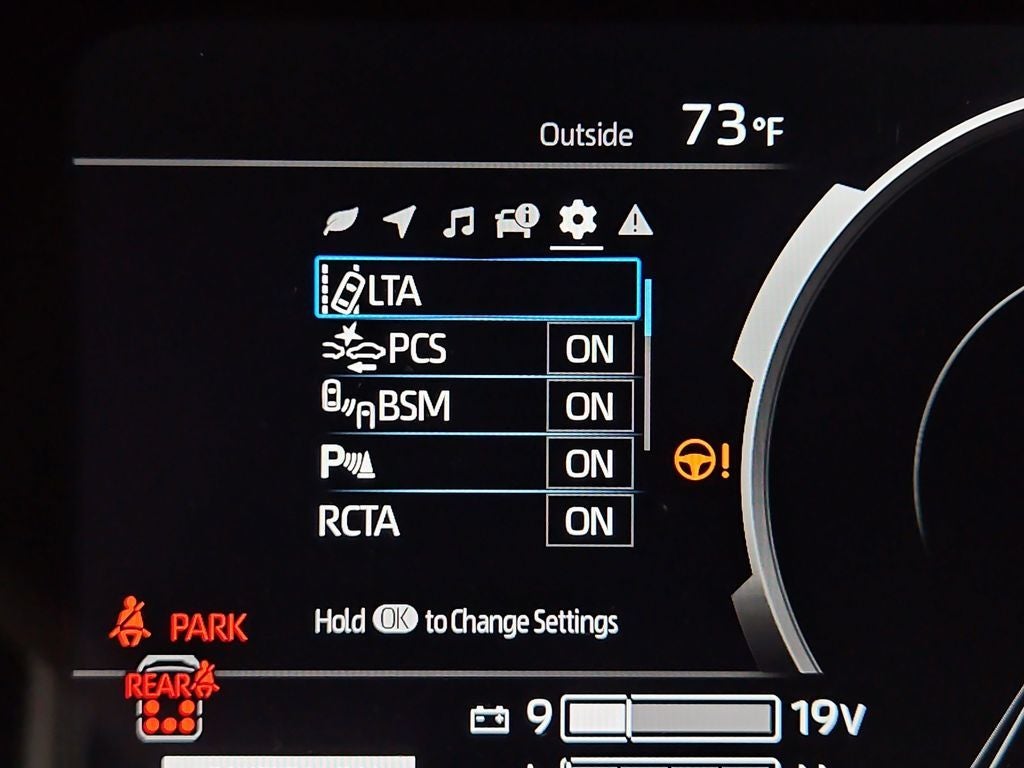 Outside 73°F
LTA
PCS ON
BSM ON
P ON
RCTA ON
Hold OK to Change Settings
PARK
REAR
9 19V